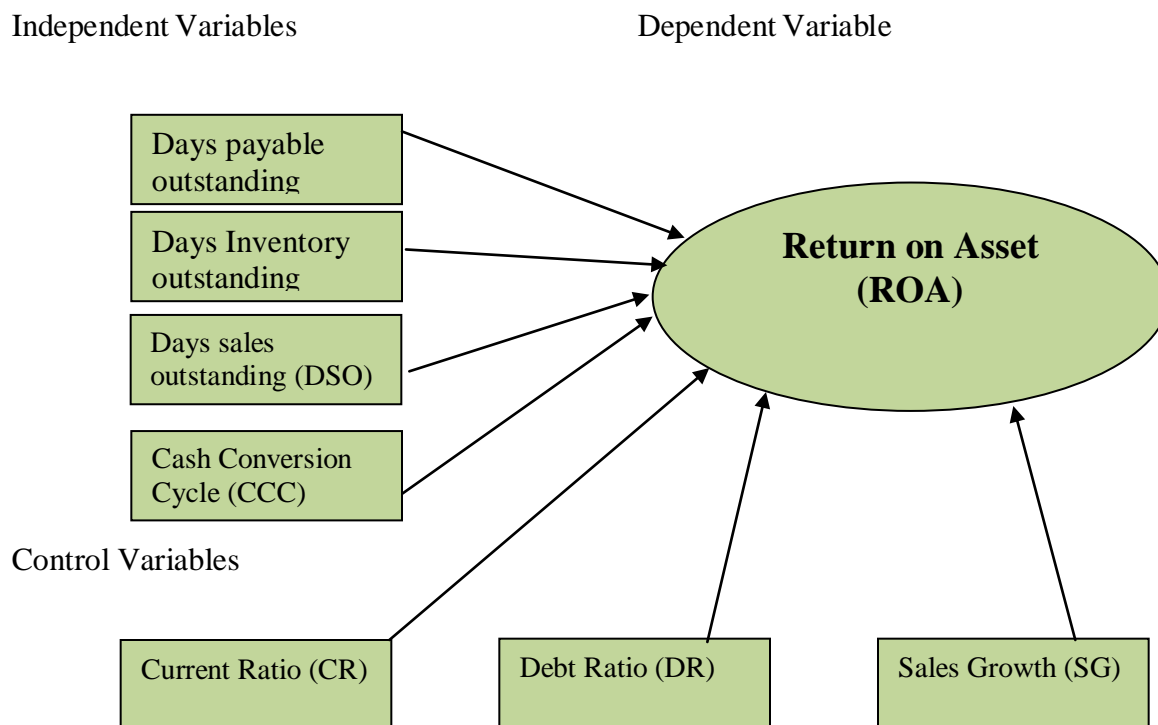 Independent Variables
Dependent Variable
Days payable
outstanding
Days Inventory
outstanding
Days sales
outstanding (DSO)
Cash Conversion
Cycle (CCC)
Return on Asset
(ROA)
Control Variables
Current Ratio (CR)
Debt Ratio (DR)
Sales Growth (SG)